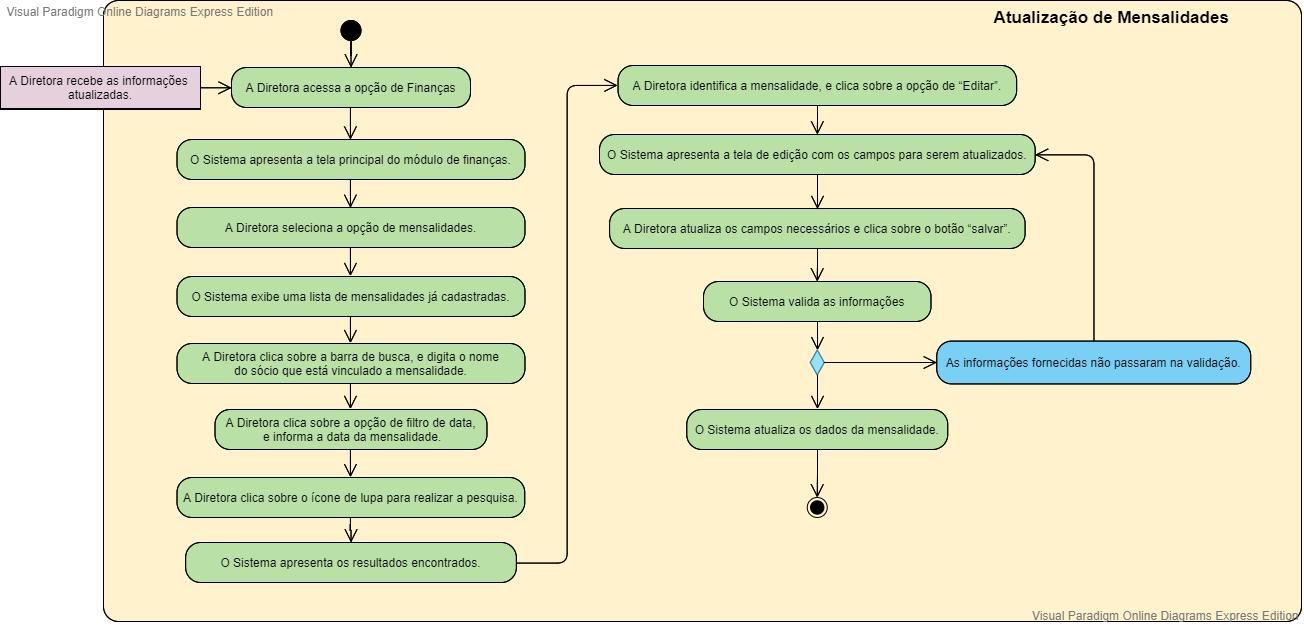 Visual Paradigm Online Diagrams Express Edition
Atualização de Mensalidades
A Diretora recebe as informações
atualizadas.
A Diretora acessa a opção de Finanças
O Sistema apresenta a tela principal do módulo de finanças.
A Diretora seleciona a opção de mensalidades.
O Sistema exibe uma lista de mensalidades já cadastradas.
A Diretora clica sobre a barra de busca, e digita o nome
do sócio que está vinculado a mensalidade.
A Diretora clica sobre a opção de filtro de data,
e informa a data da mensalidade.
A Diretora clica sobre o ícone de lupa para realizar a pesquisa.
O Sistema apresenta os resultados encontrados.
A Diretora identifica a mensalidade, e clica sobre a opção de “Editar”.
O Sistema apresenta a tela de edição com os campos para serem atualizados.
A Diretora atualiza os campos necessários e clica sobre o botão “salvar”.
O Sistema valida as informações
As informações fornecidas não passaram na validação.
O Sistema atualiza os dados da mensalidade.
Visual Paradigm Online Diagrams Express Edition